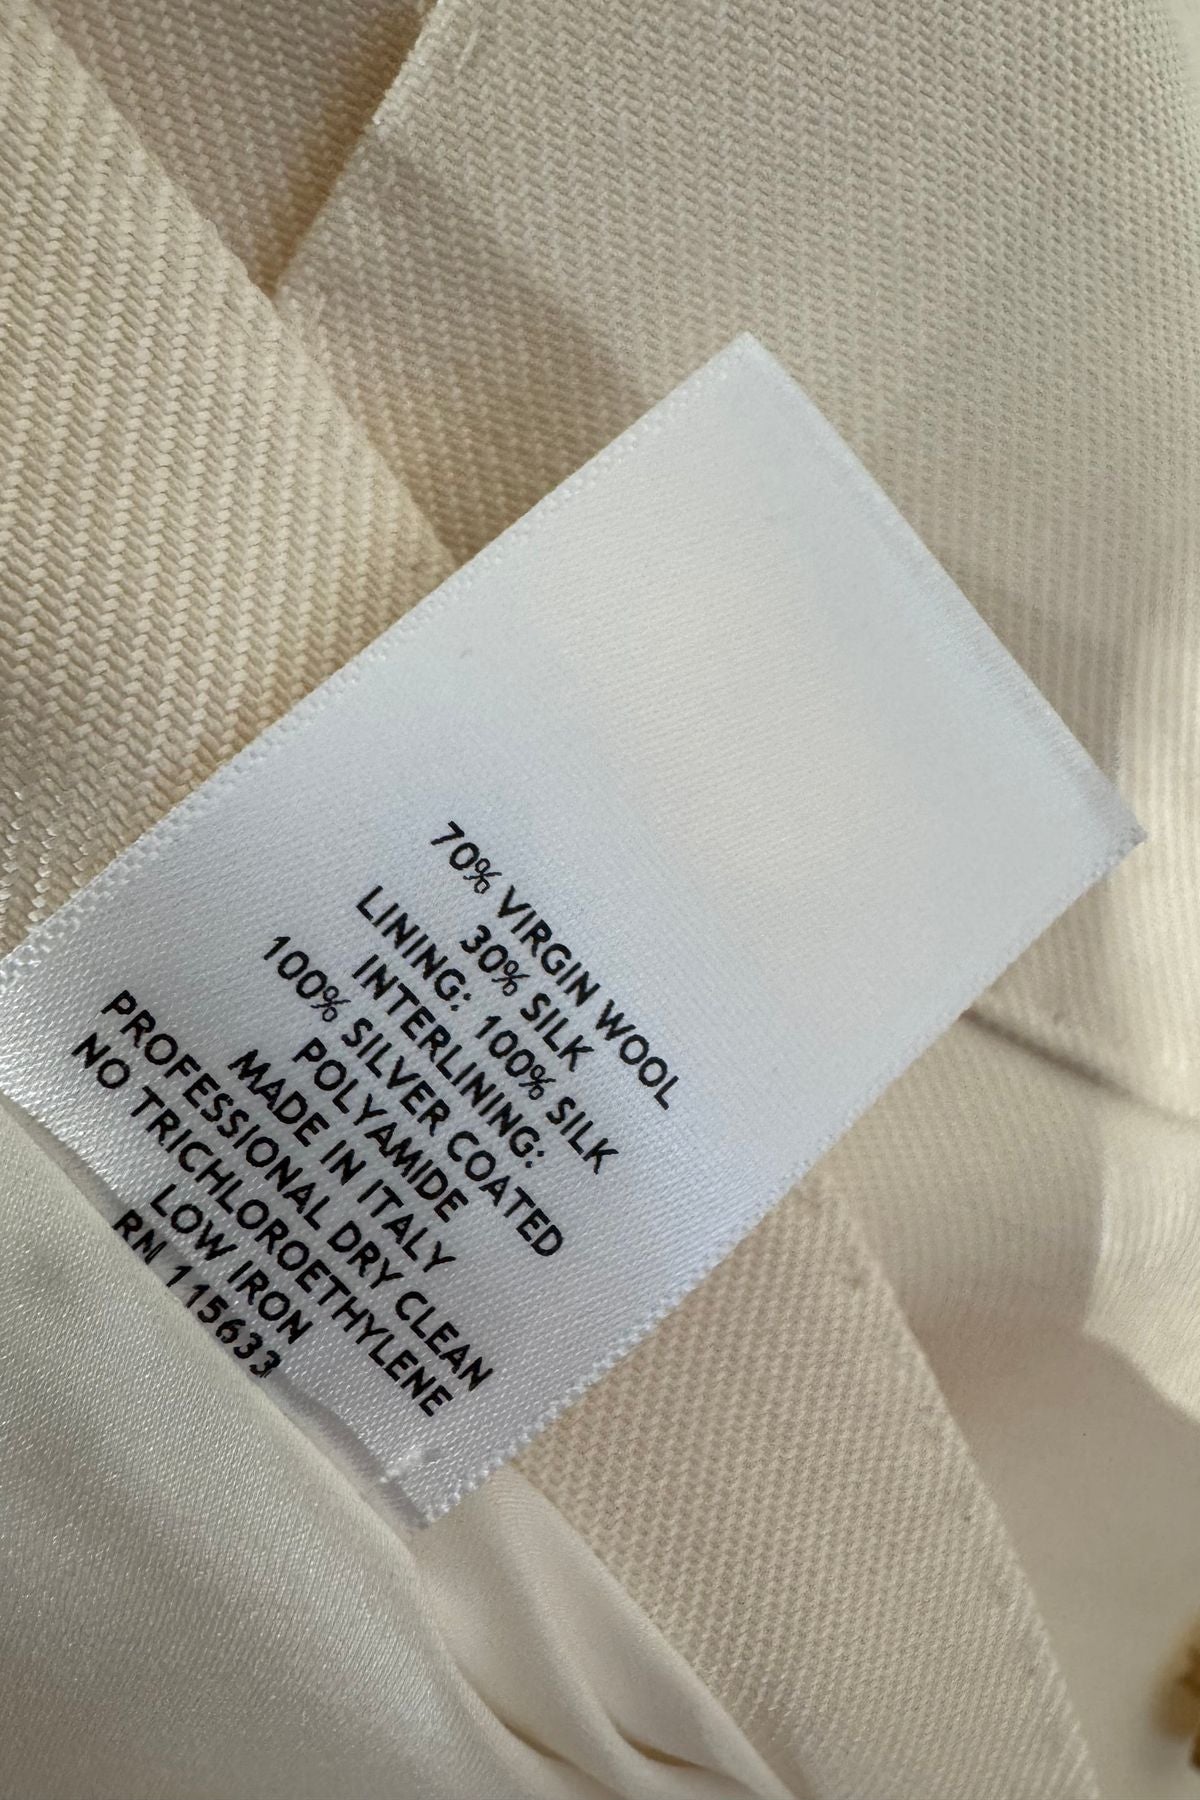 70% VIRGIN WOOL
30% SILK
LINING: 100% SILK
INTERLINING:
100% SILVER COATED
POLYAMIDE
MADE IN ITALY
PROFESSIONAL DRY CLEAN
NO TRICHLOROETHYLENE
LOW IRON
RN 115633